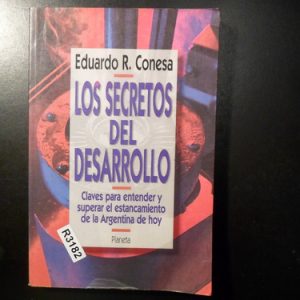 Eduardo R. Conesa
LOS SECRETOS
DEL
DESARROLLO
Claves para entender y
superar el estancamiento
de la Argentina de hoy
Planeta
R3182